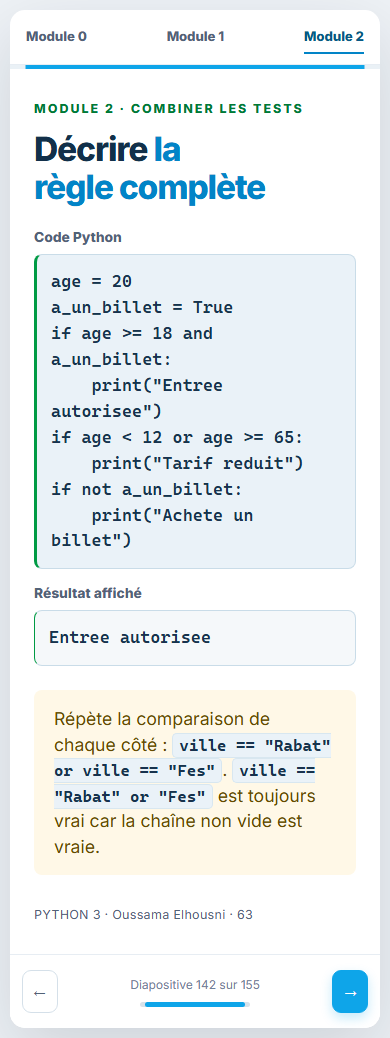 Module 0 Module 1 Module 2
MODULE 2 · COMBINER LES TESTS
Décrire la
règle complète
Code Python
age = 20
a_un_billet = True
if age >= 18 and
a_un_billet:
    print("Entree
autorisee")
if age < 12 or age >= 65:
    print("Tarif reduit")
if not a_un_billet:
    print("Achete un
billet")
Résultat affiché
Entree autorisee
Répète la comparaison de
chaque côté : ville == "Rabat"
or ville == "Fes". ville ==
"Rabat" or "Fes" est toujours
vrai car la chaîne non vide est
vraie.
PYTHON 3 · Oussama Elhousni · 63
← Diapositive 142 sur 155 →